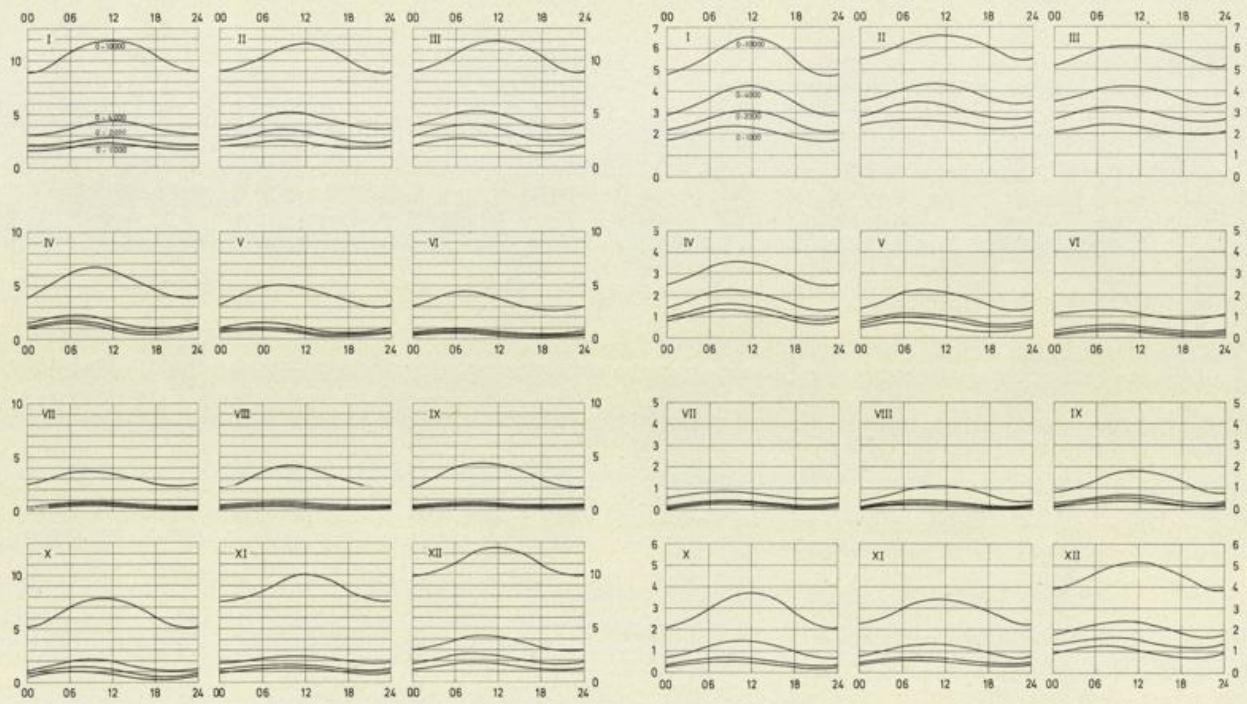 00 06 12 18 24 00 06 12 18 24 00 06 12 18 24 00 06 12 18 24 00 06 12 18 24 00 06 12 18 24
I II III I II III
0 - 10000 0 - 10000
0 - 4000 0 - 4000
0 - 2000 0 - 2000
0 - 1000 0 - 1000
10 5 0 10 5 0 7 6 5 4 3 2 0 7 6 5 4 3 2 1 0
IV V VI IV V VI
10 5 0 10 5 0 5 4 3 2 1 0 5 4 3 2 1 0
00 06 12 18 24 00 00 12 18 24 00 06 12 18 24 00 06 12 18 24 00 06 12 18 24 00 06 12 18 24
VII VIII IX VII VIII IX
10 5 0 10 5 0 5 4 3 2 1 0 5 4 3 2 1 0
X XI XII X XI XII
10 5 0 10 5 0 6 5 4 3 2 1 0 6 5 4 3 2 1 0
00 06 12 18 24 00 06 12 18 24 00 06 12 18 24 00 06 12 18 24 00 06 12 18 24 00 06 12 18 24